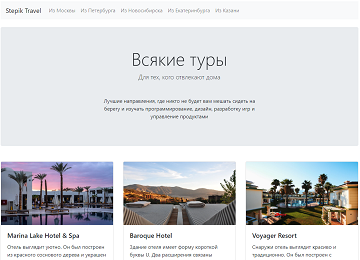 Stepik Travel Из Москвы Из Петербурга Из Новосибирска Из Екатеринбурга Из Казани
Всякие туры
Для тех, кого отвлекают дома
Лучшие направления, где никто не будет вам мешать сидеть на
берегу и изучать программирование, дизайн, разработку игр и
управление продуктами
Marina Lake Hotel & Spa
Отель выглядит уютно. Он был построен
из красного соснового дерева и украшен
Baroque Hotel
Здание отеля имеет форму короткой
буквы U. Два расширения связаны
Voyager Resort
Снаружи отель выглядит красиво и
традиционно. Он был построен с